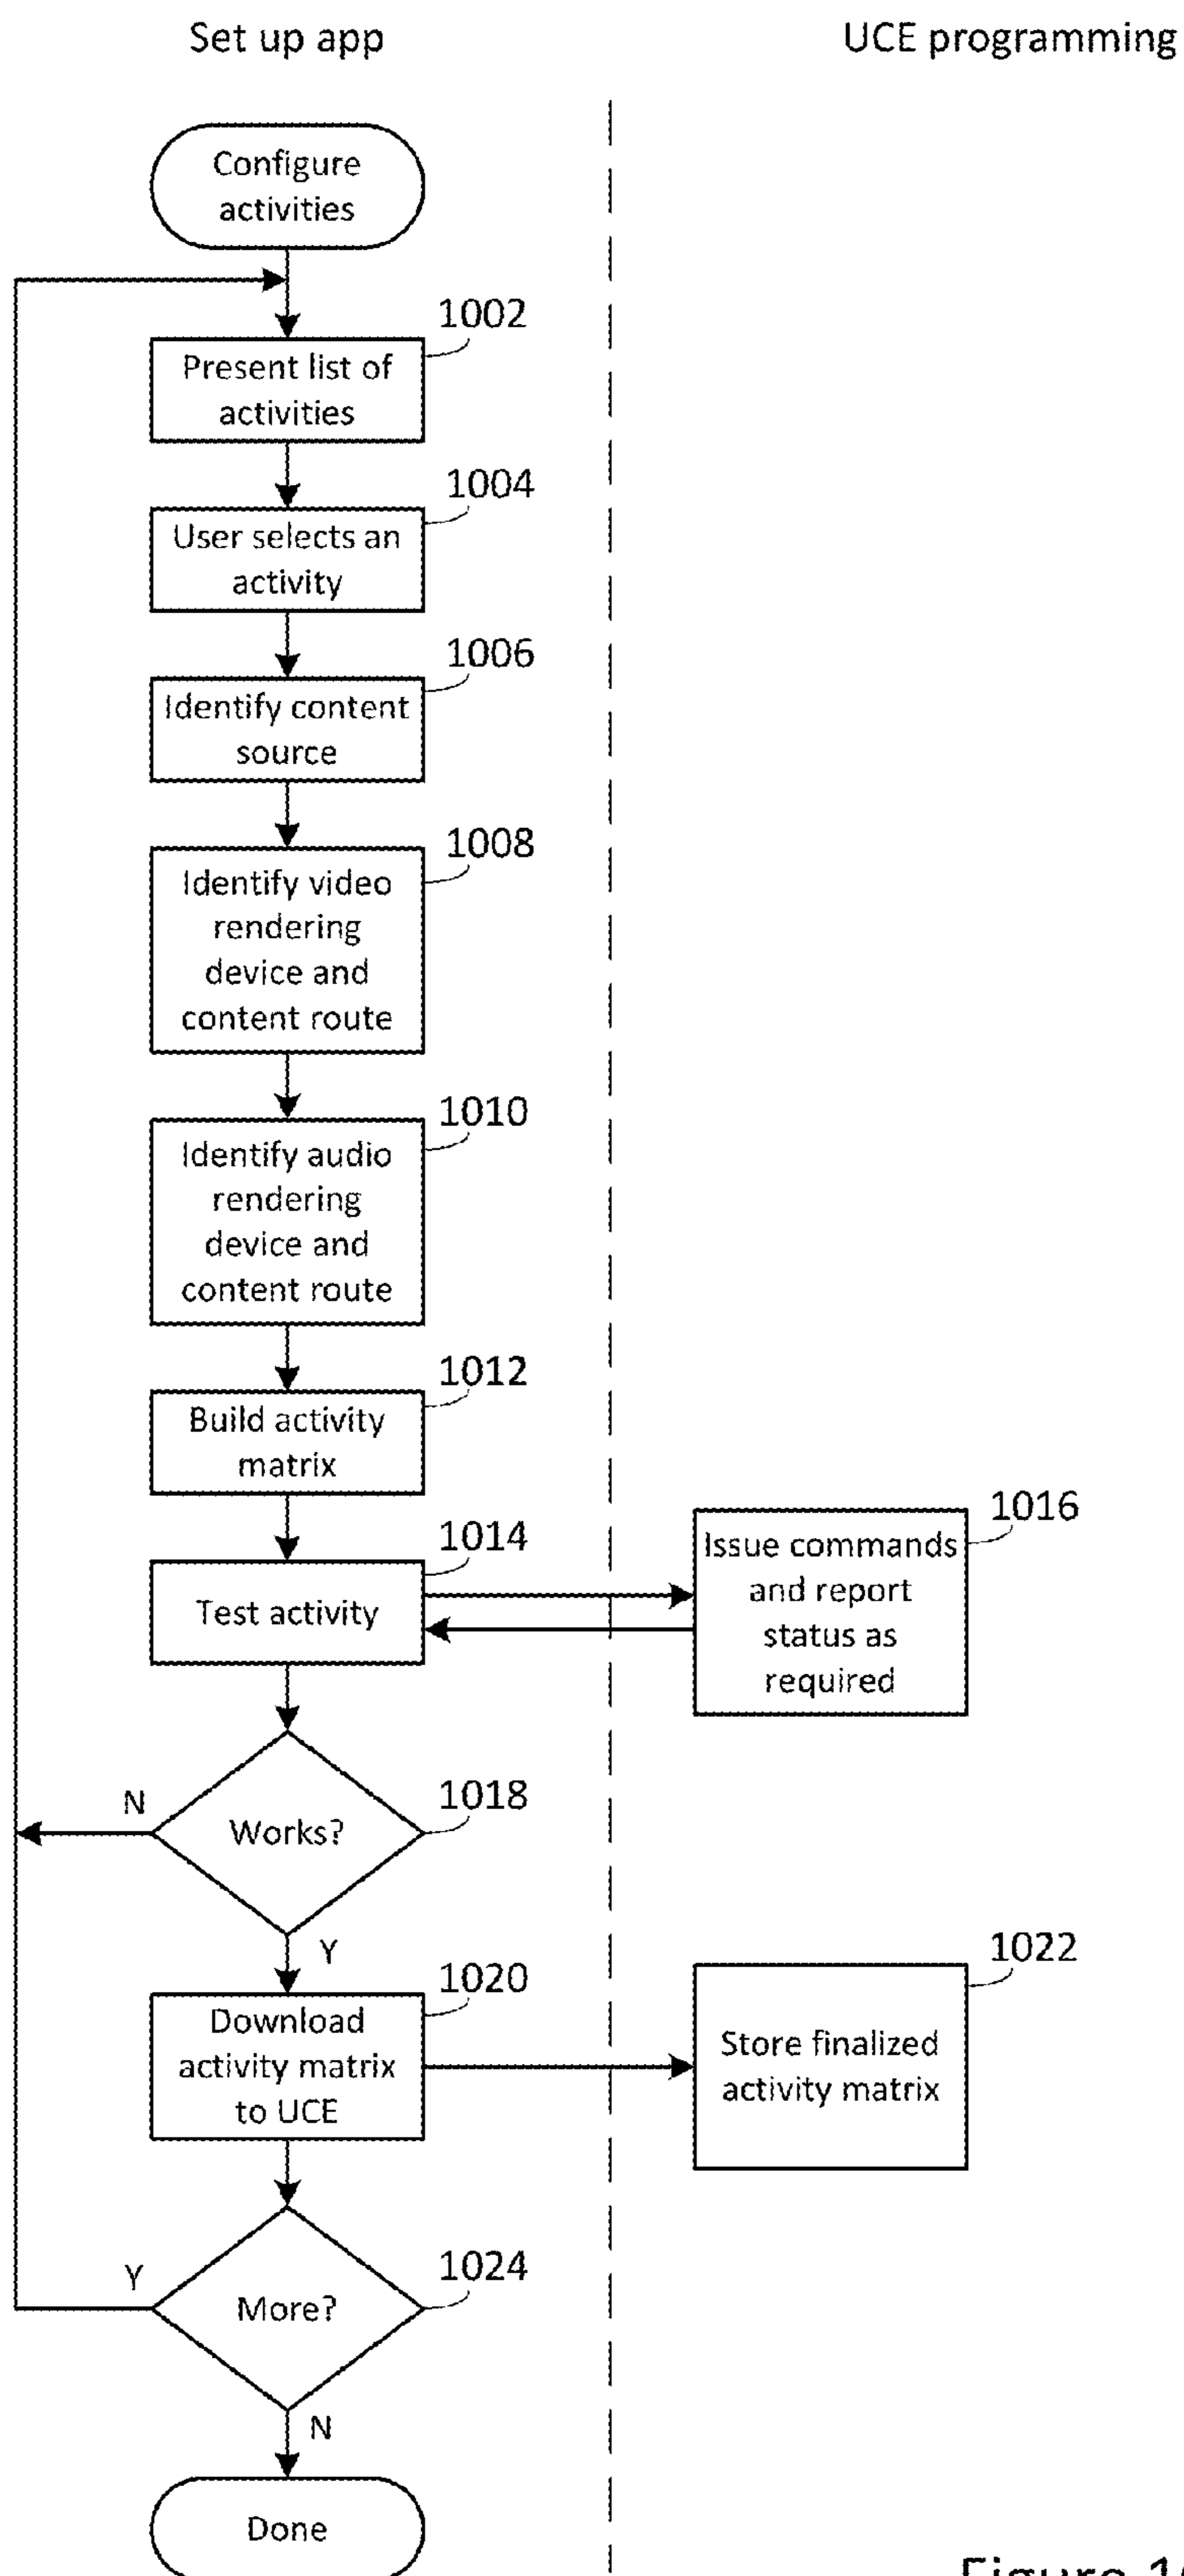 Set up app
UCE programming
Configure
activities
1002
Present list of
activities
1004
User selects an
activity
1006
Identify content
source
1008
Identify video
rendering
device and
content route
1010
Identify audio
rendering
device and
content route
1012
Build activity
matrix
1014
Test activity
1016
Issue commands
and report
status as
required
1018
N
Works?
Y
1020
Download
activity matrix
to UCE
1022
Store finalized
activity matrix
1024
Y
More?
N
Done